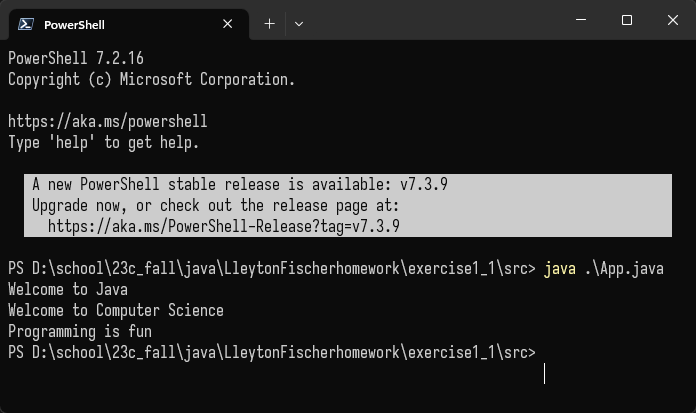 PowerShell
PowerShell 7.2.16
Copyright (c) Microsoft Corporation.
https://aka.ms/powershell
Type 'help' to get help.
A new PowerShell stable release is available: v7.3.9
Upgrade now, or check out the release page at:
https://aka.ms/PowerShell-Release?tag=v7.3.9
PS D:\school\23c_fall\java\LleytonFischerhomework\exercise1_1\src> java .\App.java
Welcome to Java
Welcome to Computer Science
Programming is fun
PS D:\school\23c_fall\java\LleytonFischerhomework\exercise1_1\src>